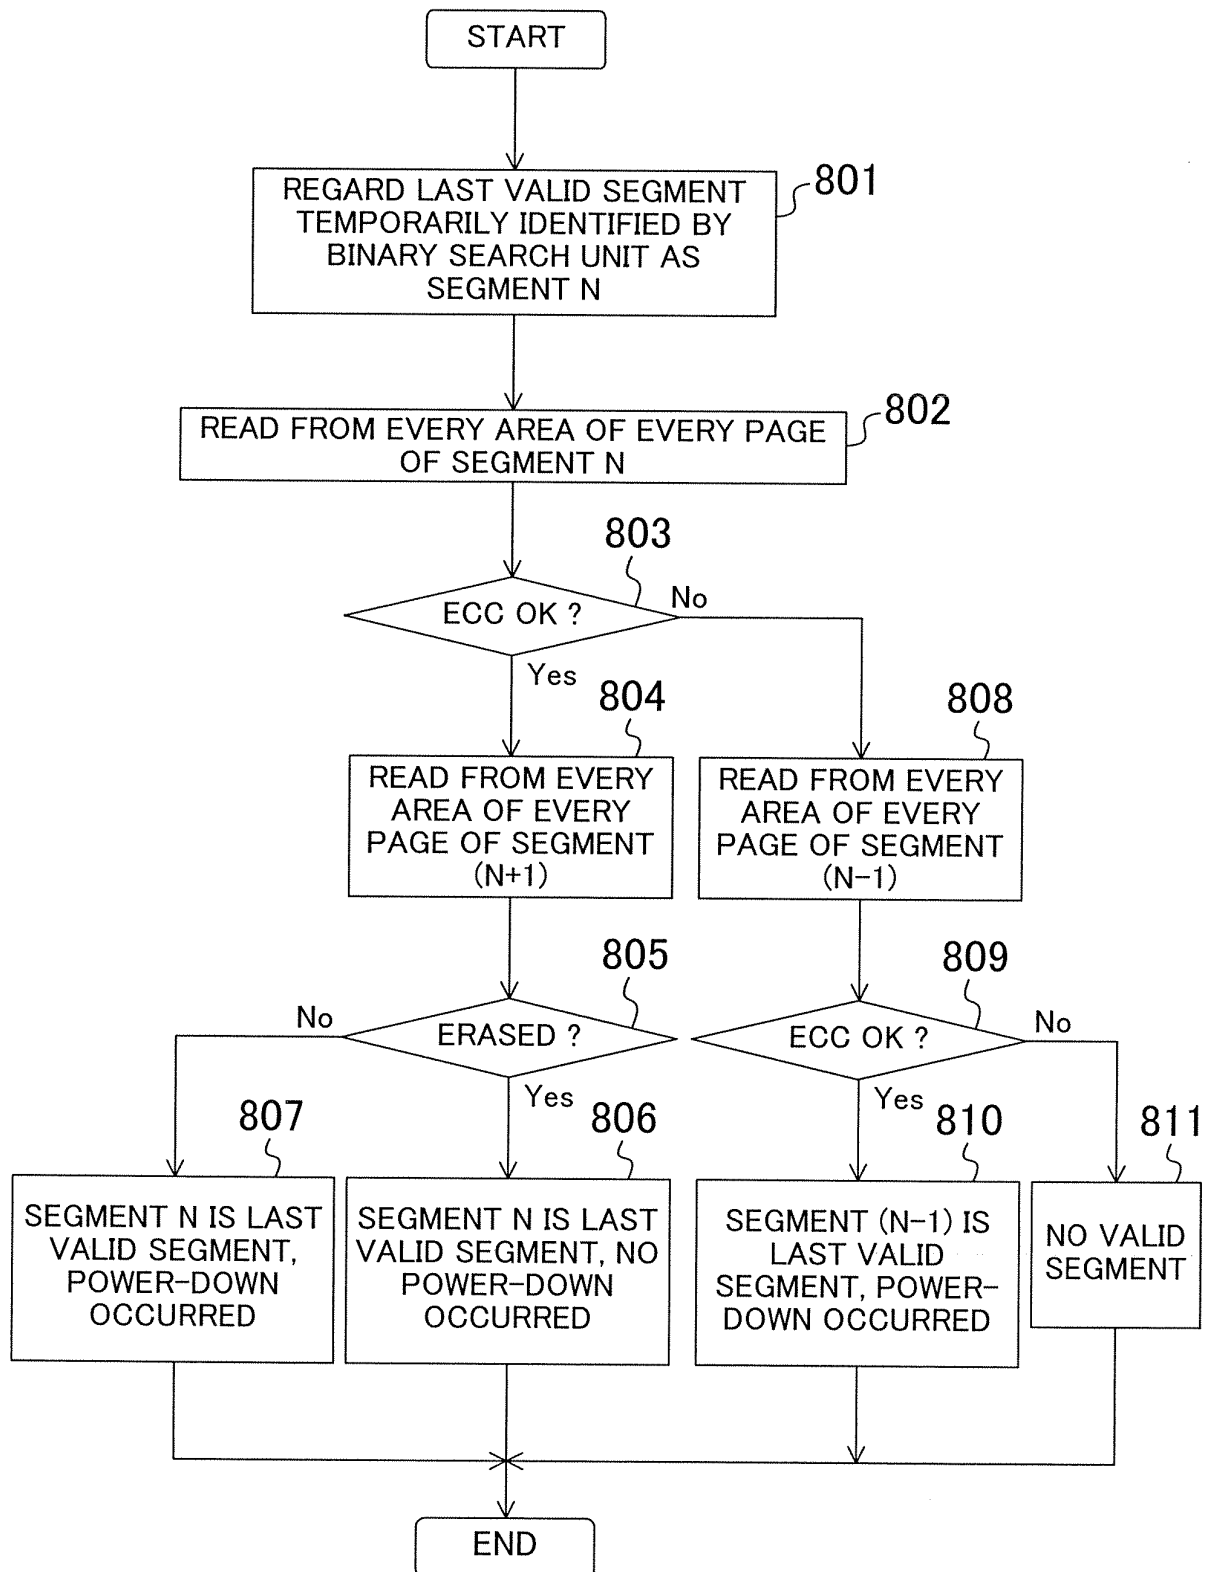 START
801
REGARD LAST VALID SEGMENT
TEMPORARILY IDENTIFIED BY
BINARY SEARCH UNIT AS
SEGMENT N
802
READ FROM EVERY AREA OF EVERY PAGE
OF SEGMENT N
803
ECC OK ?
No
Yes
804
READ FROM EVERY
AREA OF EVERY
PAGE OF SEGMENT
(N+1)
808
READ FROM EVERY
AREA OF EVERY
PAGE OF SEGMENT
(N-1)
805
ERASED ?
No
Yes
809
ECC OK ?
No
Yes
807
SEGMENT N IS LAST
VALID SEGMENT,
POWER-DOWN
OCCURRED
806
SEGMENT N IS LAST
VALID SEGMENT, NO
POWER-DOWN
OCCURRED
810
SEGMENT (N-1) IS
LAST VALID
SEGMENT, POWER-
DOWN OCCURRED
811
NO VALID
SEGMENT
END